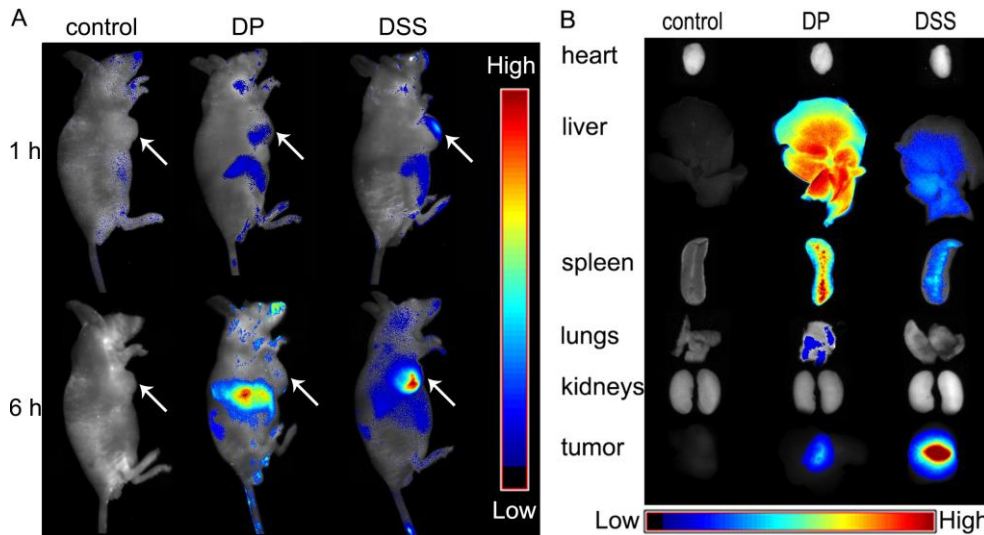 A
control DP DSS
1 h
6 h
High
Low
B
control DP DSS
heart
liver
spleen
lungs
kidneys
tumor
Low High